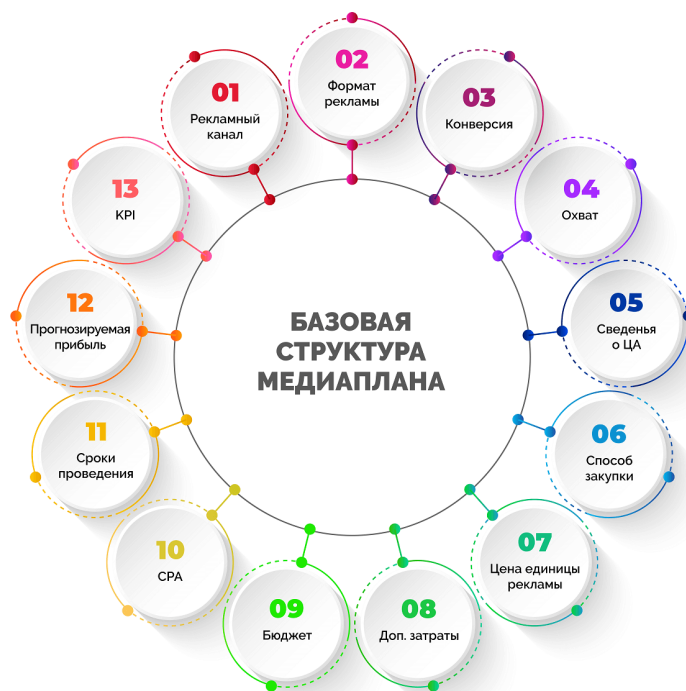 БАЗОВАЯ
СТРУКТУРА
МЕДИАПЛАНА
01
Рекламный
канал
02
Формат
рекламы
03
Конверсия
04
Охват
05
Сведенья
о ЦА
06
Способ
закупки
07
Цена единицы
рекламы
08
Доп. затраты
09
Бюджет
10
CPA
11
Сроки
проведения
12
Прогнозируемая
прибыль
13
KPI